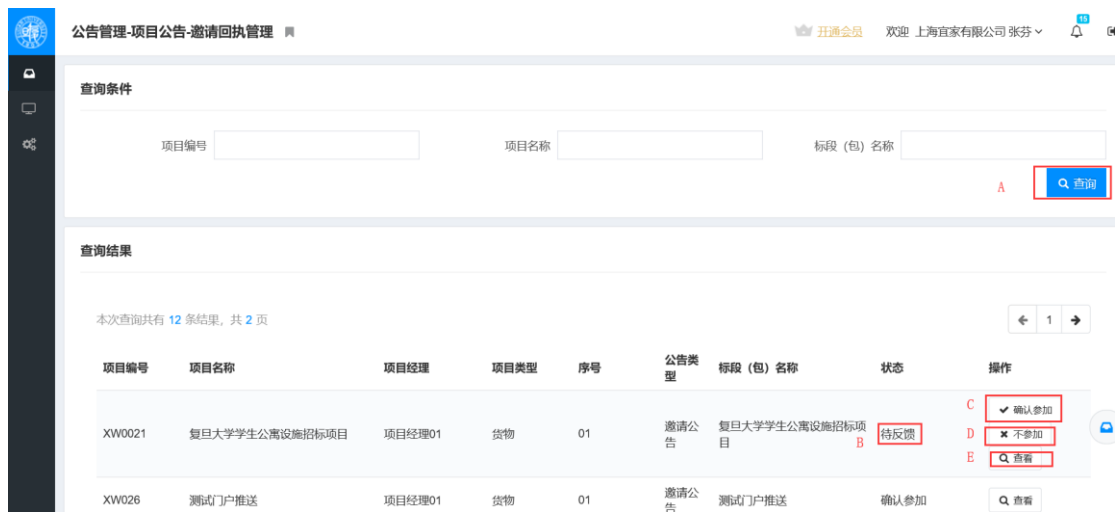 公告管理-项目公告-邀请回执管理
开通会员 欢迎 上海宜家有限公司 张芬 15
查询条件
项目编号 项目名称 标段（包）名称
A 查询
查询结果
本次查询共有 12 条结果，共 2 页 1
项目编号 项目名称 项目经理 项目类型 序号 公告类型 标段（包）名称 状态 操作
C 确认参加
XW0021 复旦大学学生公寓设施招标项目 项目经理01 货物 01 邀请公告 复旦大学学生公寓设施招标项目 B 待反馈 D 不参加
E 查看
XW026 测试门户推送 项目经理01 货物 01 邀请公告 测试门户推送 确认参加 查看